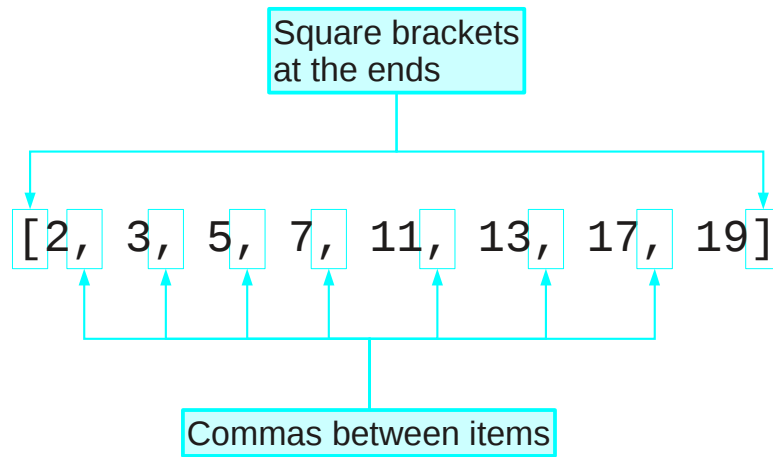 Square brackets
at the ends
[2, 3, 5, 7, 11, 13, 17, 19]
Commas between items